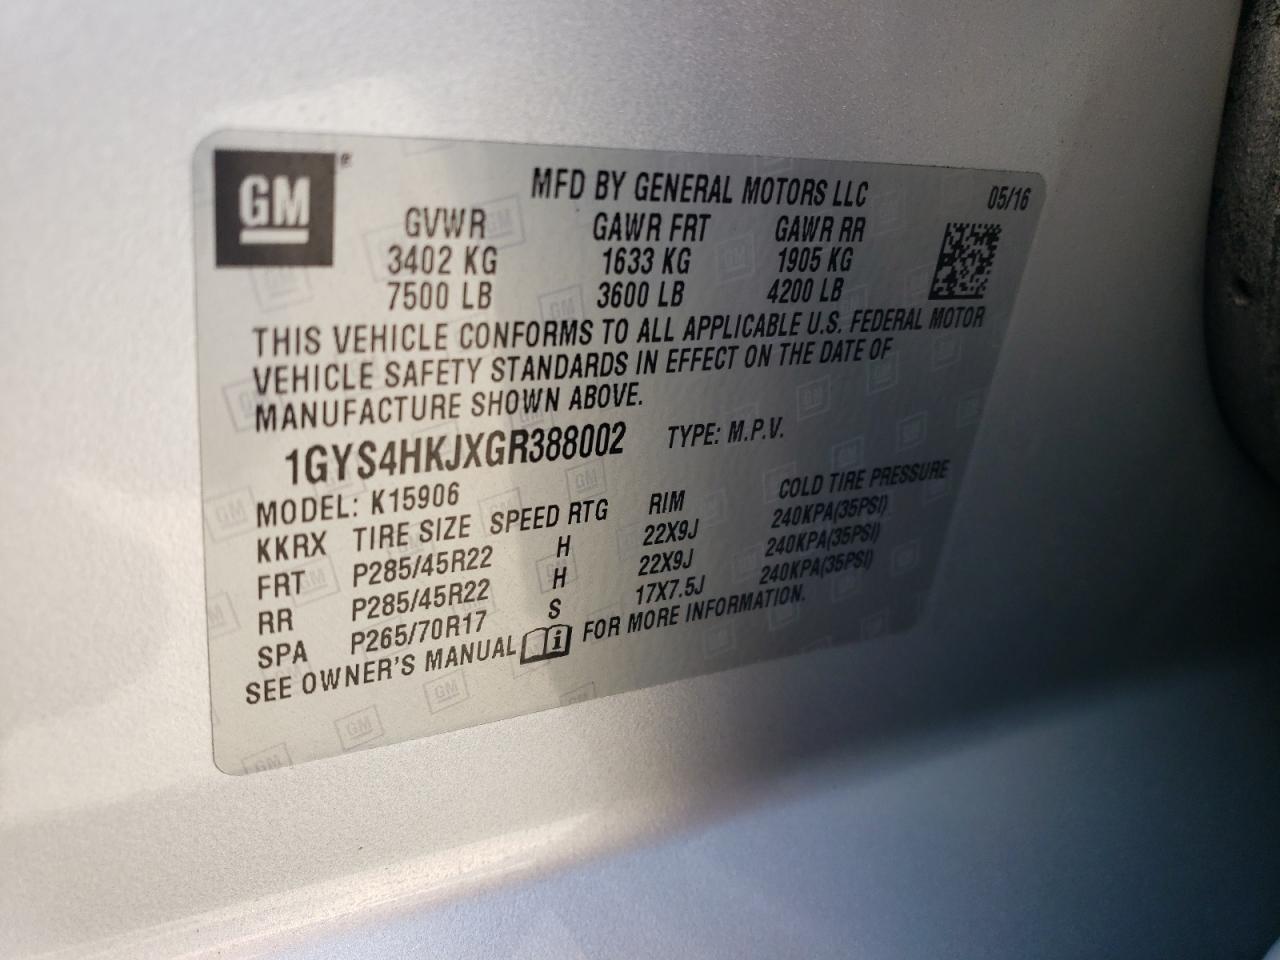 GM ®
MFD BY GENERAL MOTORS LLC 05/16
GVWR GAWR FRT GAWR RR
3402 KG 1633 KG 1905 KG
7500 LB 3600 LB 4200 LB
THIS VEHICLE CONFORMS TO ALL APPLICABLE U.S. FEDERAL MOTOR
VEHICLE SAFETY STANDARDS IN EFFECT ON THE DATE OF
MANUFACTURE SHOWN ABOVE.
1GYS4HKJXGR388002 TYPE: M.P.V.
MODEL: K15906
KKRX TIRE SIZE SPEED RTG RIM COLD TIRE PRESSURE
FRT P285/45R22 H 22X9J 240KPA(35PSI)
RR P285/45R22 H 22X9J 240KPA(35PSI)
SPA P265/70R17 S 17X7.5J 240KPA(35PSI)
SEE OWNER'S MANUAL FOR MORE INFORMATION.